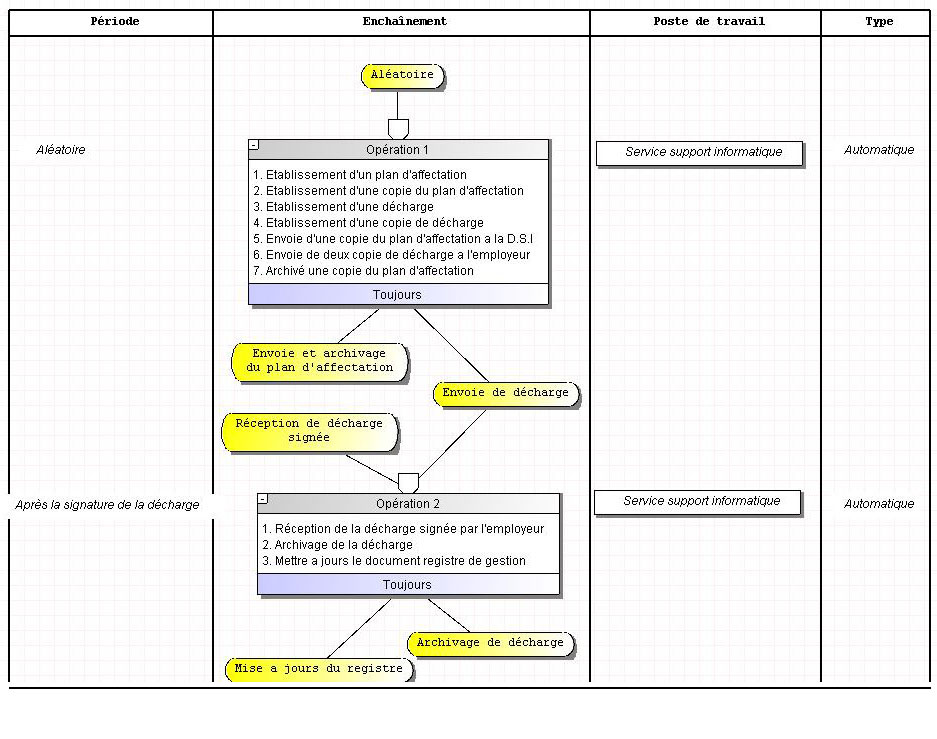 Période
Enchaînement
Poste de travail
Type
Aléatoire
Aléatoire
Opération 1
Service support informatique
Automatique
1. Etablissement d'un plan d'affectation
2. Etablissement d'une copie du plan d'affectation
3. Etablissement d'une décharge
4. Etablissement d'une copie de décharge
5. Envoie d'une copie du plan d'affectation a la D.S.I
6. Envoie de deux copie de décharge a l'employeur
7. Archivé une copie du plan d'affectation
Toujours
Envoie et archivage
du plan d'affectation
Envoie de décharge
Réception de décharge
signée
Après la signature de la décharge
Opération 2
Service support informatique
Automatique
1. Réception de la décharge signée par l'employeur
2. Archivage de la décharge
3. Mettre a jours le document registre de gestion
Toujours
Archivage de décharge
Mise a jours du registre